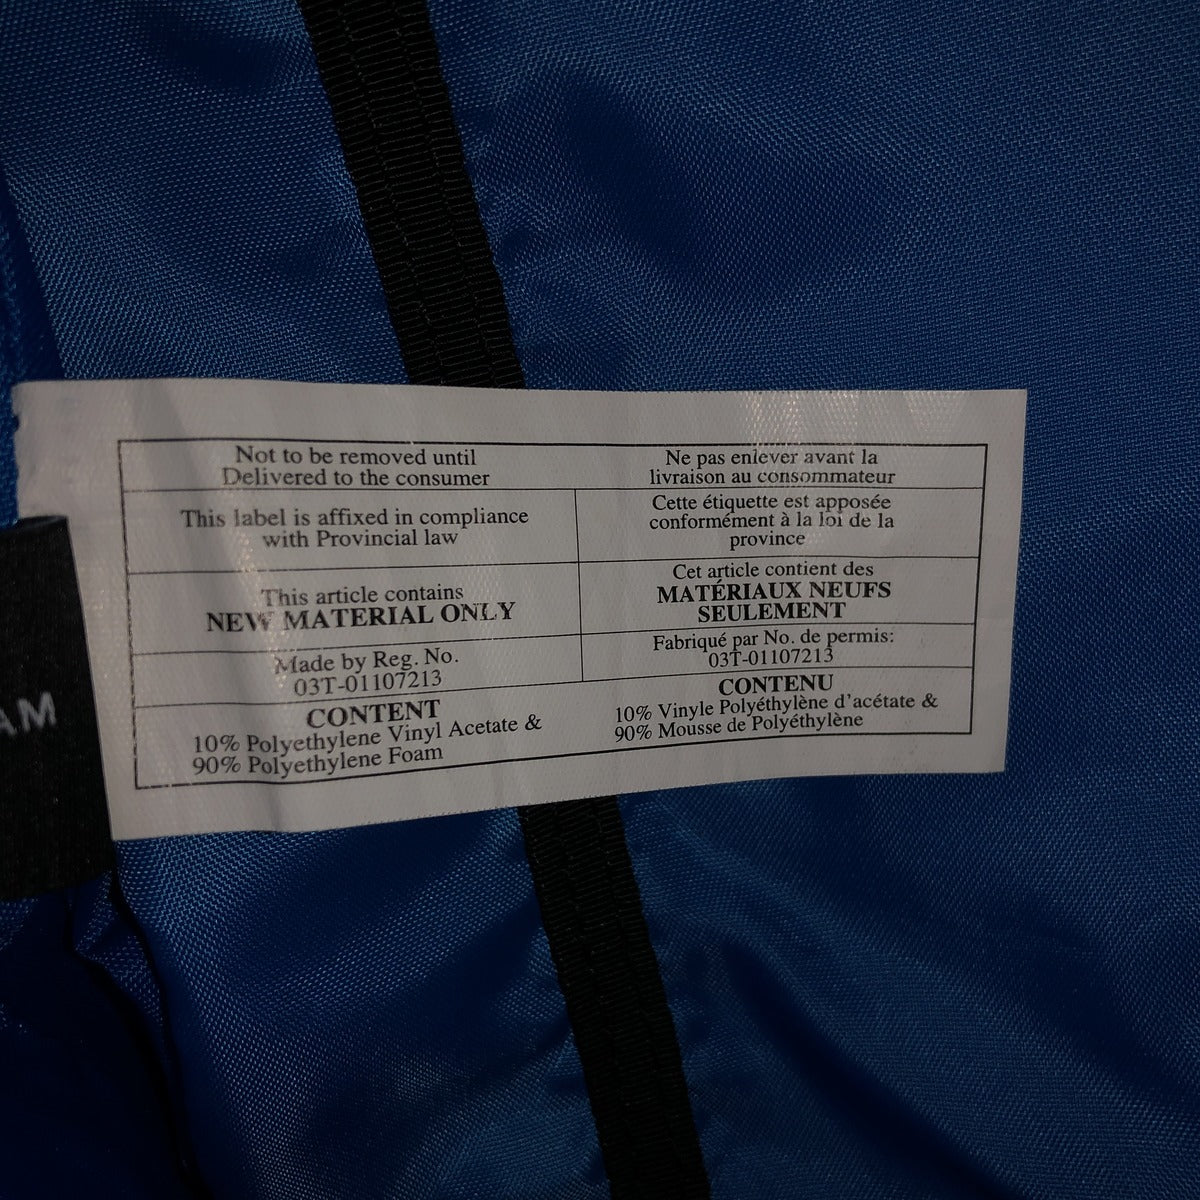 Not to be removed until
Delivered to the consumer
Ne pas enlever avant la
livraison au consommateur
This label is affixed in compliance
with Provincial law
Cette étiquette est apposée
conformément à la loi de la
province
This article contains
NEW MATERIAL ONLY
Cet article contient des
MATÉRIAUX NEUFS
SEULEMENT
Made by Reg. No.
03T-01107213
Fabriqué par No. de permis:
03T-01107213
CONTENT
10% Polyethylene Vinyl Acetate &
90% Polyethylene Foam
CONTENU
10% Vinyle Polyéthylène d'acétate &
90% Mousse de Polyéthylène
AM